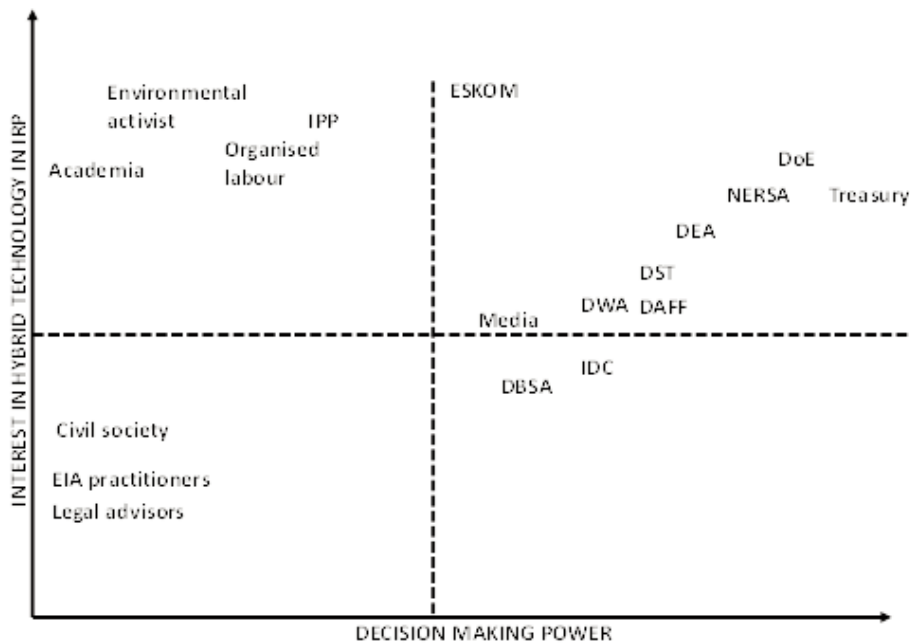 INTEREST IN HYBRID TECHNOLOGY IN IRP
Environmental
activist
IPP
ESKOM
Organised
labour
Academia
DoE
NERSA
Treasury
DEA
DST
DWA
DAFF
Media
IDC
DBSA
Civil society
EIA practitioners
Legal advisors
DECISION MAKING POWER